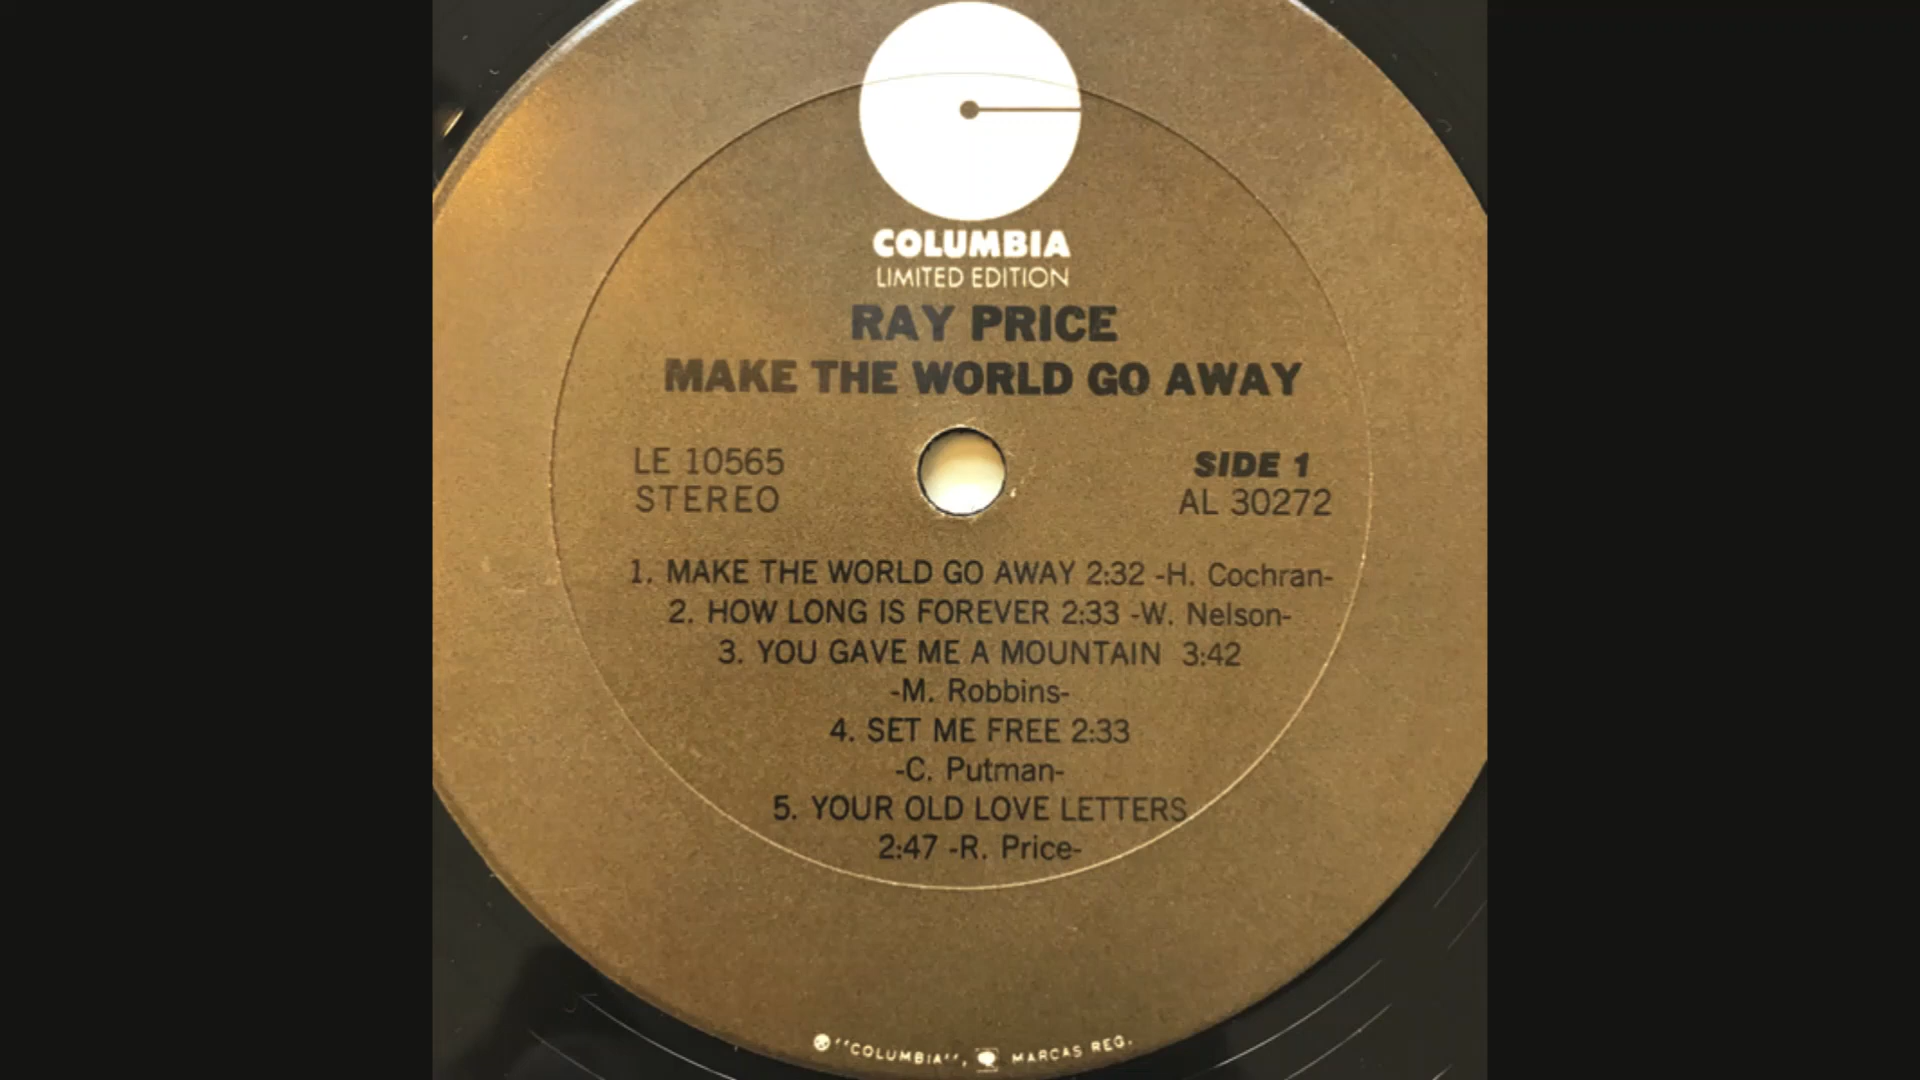 COLUMBIA
LIMITED EDITION
RAY PRICE
MAKE THE WORLD GO AWAY
LE 10565
STEREO
SIDE 1
AL 30272
1. MAKE THE WORLD GO AWAY 2:32 -H. Cochran-
2. HOW LONG IS FOREVER 2:33 -W. Nelson-
3. YOU GAVE ME A MOUNTAIN 3:42
-M. Robbins-
4. SET ME FREE 2:33
-C. Putman-
5. YOUR OLD LOVE LETTERS
2:47 -R. Price-
"COLUMBIA", MARCAS REG.